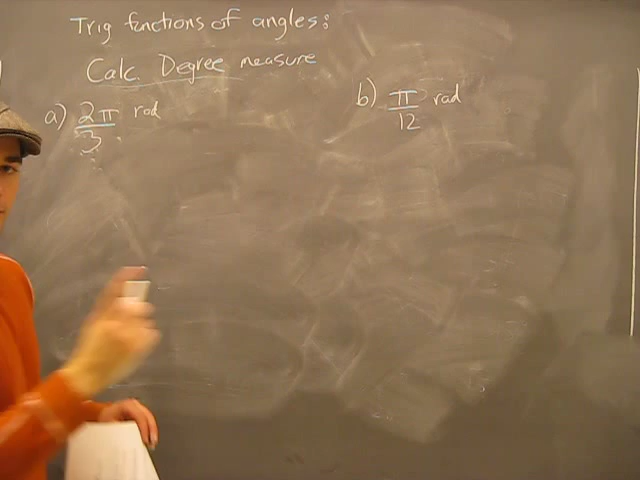 Trig functions of angles:
Calc. Degree measure
a) 2π/3 rad
b) π/12 rad